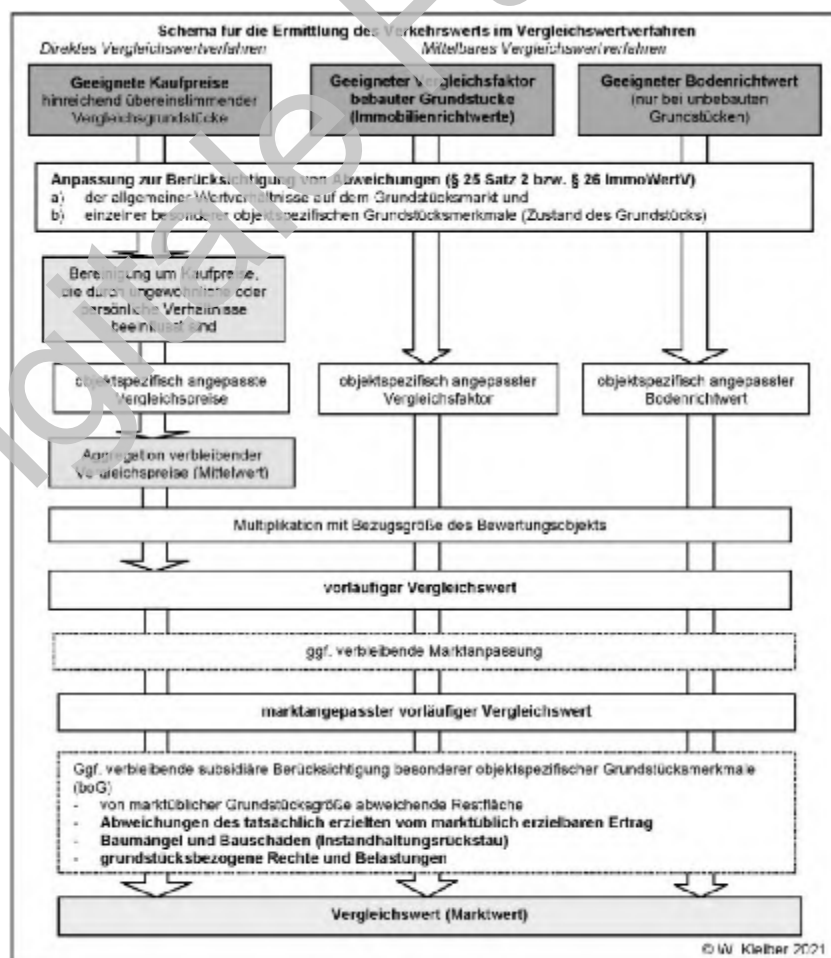 Schema für die Ermittlung des Verkehrswerts im Vergleichswertverfahren
Direktes Vergleichswertverfahren
Mittelbares Vergleichswertverfahren
Geeignete Kaufpreise
hinreichend übereinstimmender
Vergleichsgrundstücke
Geeigneter Vergleichsfaktor
bebauter Grundstücke
(Immobilienrichtwerte)
Geeigneter Bodenrichtwert
(nur bei unbebauten
Grundstücken)
Anpassung zur Berücksichtigung von Abweichungen (§ 25 Satz 2 bzw. § 26 ImmoWertV)
a) der allgemeiner Wertverhältnisse auf dem Grundstücksmarkt und
b) einzelner besonderer objektspezifischen Grundstücksmerkmale (Zustand des Grundstücks)
Bereinigung um Kaufpreise,
die durch ungewöhnliche oder
persönliche Verhältnisse
beeinflusst sind
objektspezifisch angepasste
Vergleichspreise
objektspezifisch angepasster
Vergleichsfaktor
objektspezifisch angepasster
Bodenrichtwert
Aggregation verbleibender
Vergleichspreise (Mittelwert)
Multiplikation mit Bezugsgröße des Bewertungsobjekts
vorläufiger Vergleichswert
ggf. verbleibende Marktanpassung
marktangepasster vorläufiger Vergleichswert
Ggf. verbleibende subsidiäre Berücksichtigung besonderer objektspezifischer Grundstücksmerkmale
(boG)
- von marktüblicher Grundstücksgröße abweichende Restfläche
- Abweichungen des tatsächlich erzielten vom marktüblich erzielbaren Ertrag
- Baumängel und Bauschäden (Instandhaltungsrückstau)
- grundstücksbezogene Rechte und Belastungen
Vergleichswert (Marktwert)
© W. Kleiber 2021